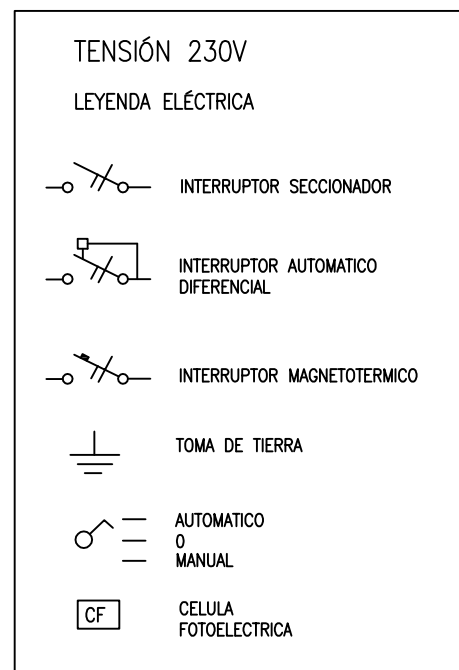 TENSIÓN 230V
LEYENDA ELÉCTRICA
INTERRUPTOR SECCIONADOR
INTERRUPTOR AUTOMATICO
DIFERENCIAL
INTERRUPTOR MAGNETOTERMICO
TOMA DE TIERRA
AUTOMATICO
0
MANUAL
CF
CELULA
FOTOELECTRICA